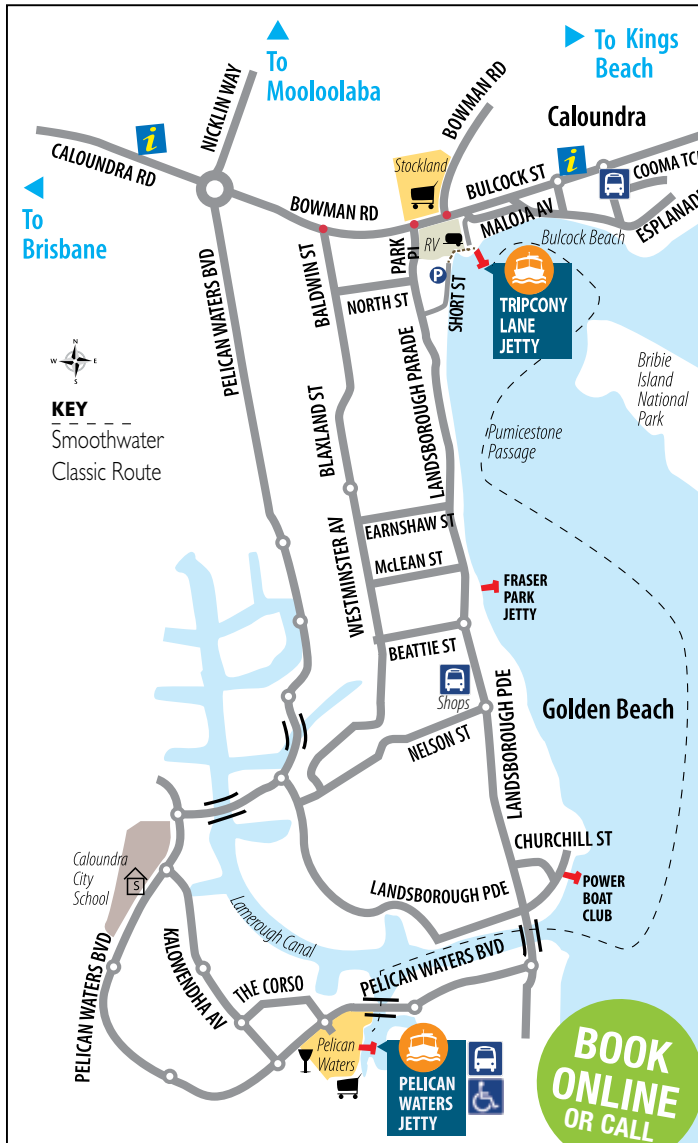 To
Mooloolaba
To Kings
Beach
NICKLIN WAY
BOWMAN RD
Caloundra
i
CALOUNDRA RD
Stockland
BULCOCK ST
i
COOMA TCE
To
Brisbane
BOWMAN RD
RV
MALOJA AV
ESPLANADE
Bulcock Beach
PARK
PI
P
SHORT ST
TRIPCONY
LANE
JETTY
BALDWIN ST
NORTH ST
PELICAN WATERS BVD
N
W
E
S
KEY
Smoothwater
Classic Route
Bribie
Island
National
Park
LANDSBOROUGH PARADE
Pumicestone
Passage
BLAXLAND ST
EARNSHAW ST
McLEAN ST
WESTMINSTER AV
FRASER
PARK
JETTY
BEATTIE ST
Shops
Golden Beach
NELSON ST
LANDSBOROUGH PDE
CHURCHILL ST
Caloundra
City
School
S
LANDSBOROUGH PDE
POWER
BOAT
CLUB
Lamerough Canal
KALOWENDHA AV
PELICAN WATERS BVD
THE CORSO
PELICAN WATERS BVD
Pelican
Waters
PELICAN
WATERS
JETTY
BOOK
ONLINE
OR CALL